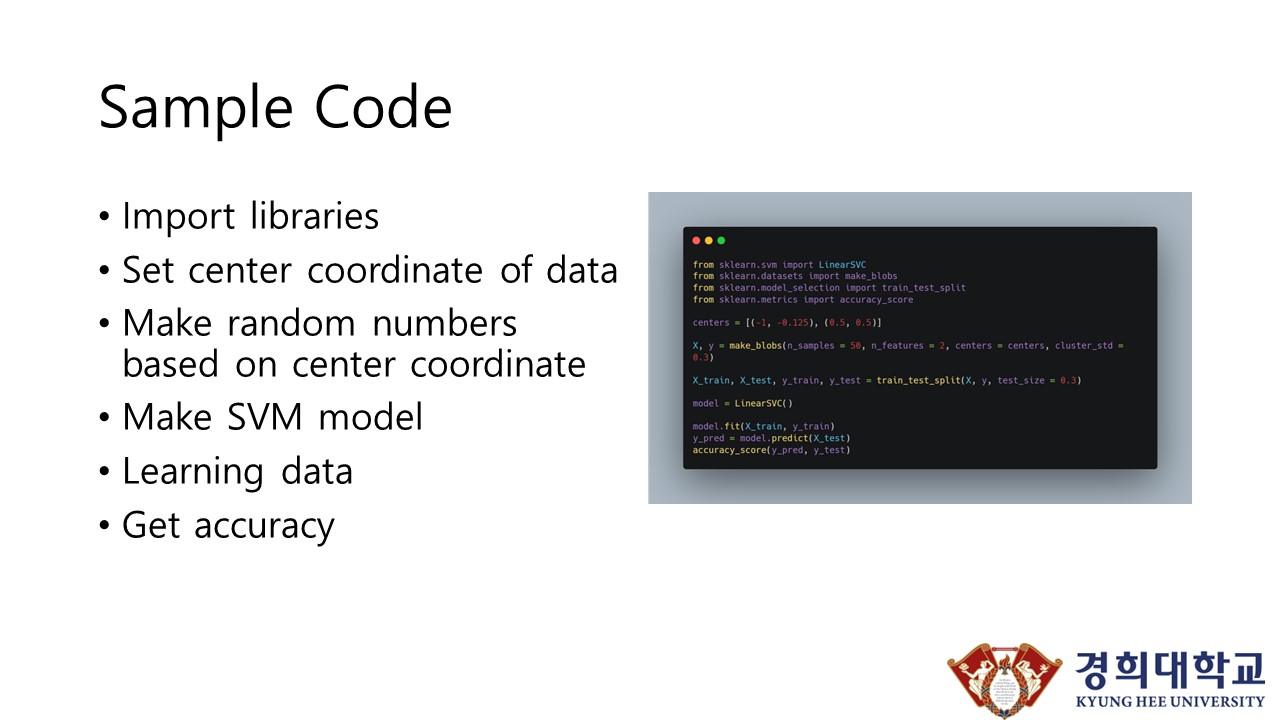 Sample Code
• Import libraries
• Set center coordinate of data
• Make random numbers
based on center coordinate
• Make SVM model
• Learning data
• Get accuracy
from sklearn.svm import LinearSVC
from sklearn.datasets import make_blobs
from sklearn.model_selection import train_test_split
from sklearn.metrics import accuracy_score
centers = [(-1, -0.125), (0.5, 0.5)]
X, y = make_blobs(n_samples = 50, n_features = 2, centers = centers, cluster_std =
0.3)
X_train, X_test, y_train, y_test = train_test_split(X, y, test_size = 0.3)
model = LinearSVC()
model.fit(X_train, y_train)
y_pred = model.predict(X_test)
accuracy_score(y_pred, y_test)
경희대학교
KYUNG HEE UNIVERSITY